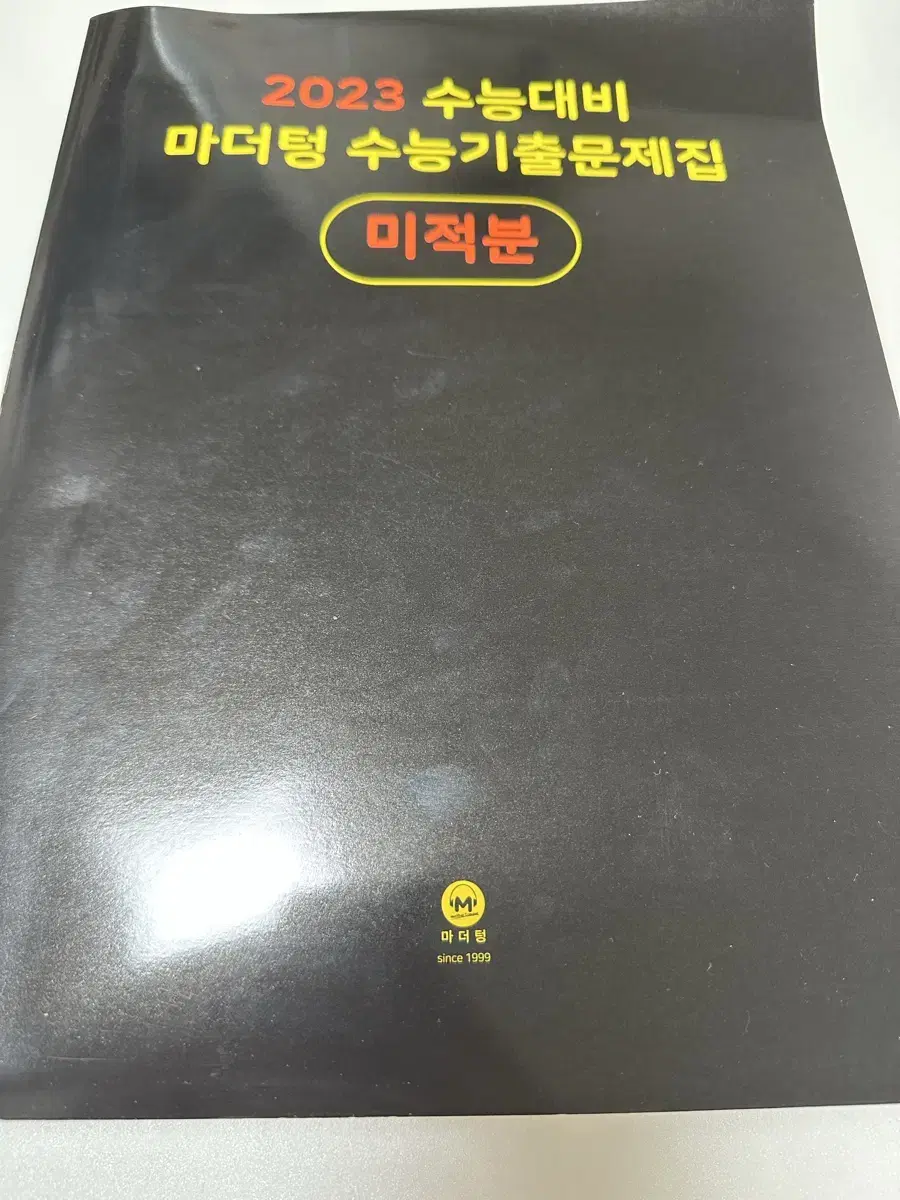 2023 수능대비
마더텅 수능기출문제집
미적분
M
마더텅
since 1999